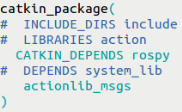 catkin_package(
#  INCLUDE_DIRS include
#  LIBRARIES action
  CATKIN_DEPENDS rospy
#  DEPENDS system_lib
   actionlib_msgs
)